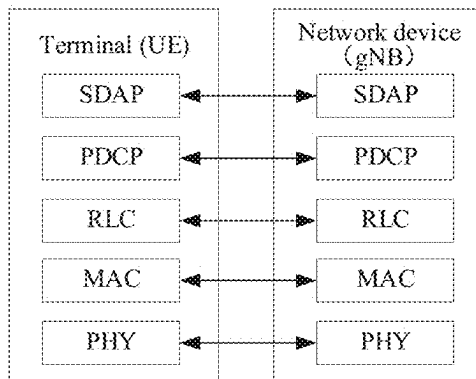 Terminal (UE)
SDAP
PDCP
RLC
MAC
PHY
Network device
(gNB)
SDAP
PDCP
RLC
MAC
PHY